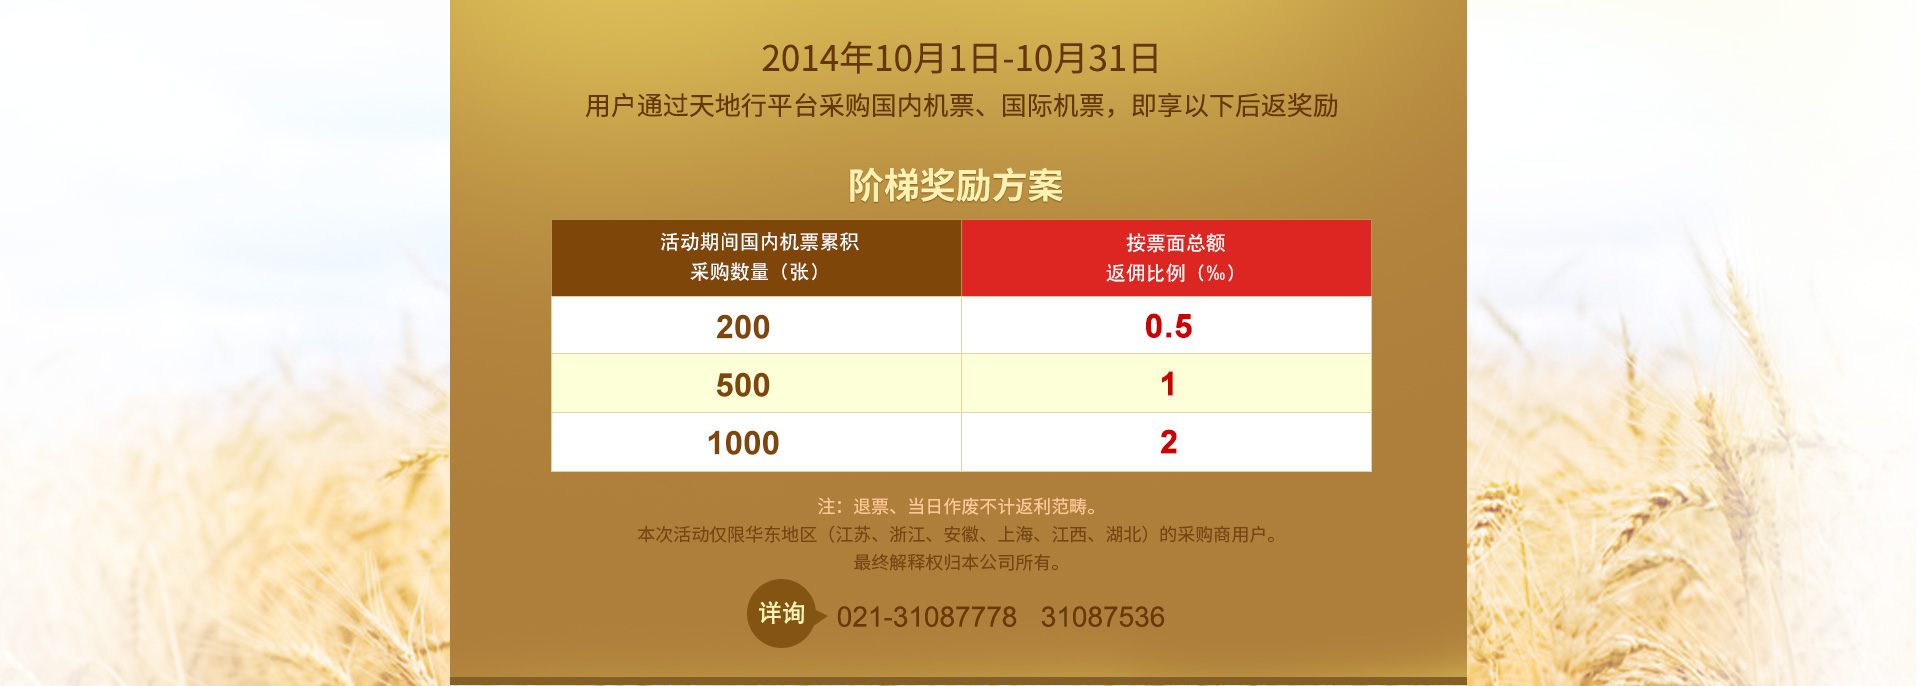 2014年10月1日-10月31日
用户通过天地行平台采购国内机票、国际机票，即享以下后返奖励
阶梯奖励方案
活动期间国内机票累积
采购数量（张）
按票面总额
返佣比例（‰）
200
0.5
500
1
1000
2
注：退票、当日作废不计返利范畴。
本次活动仅限华东地区（江苏、浙江、安徽、上海、江西、湖北）的采购商用户。
最终解释权归本公司所有。
详询
021-31087778 31087536